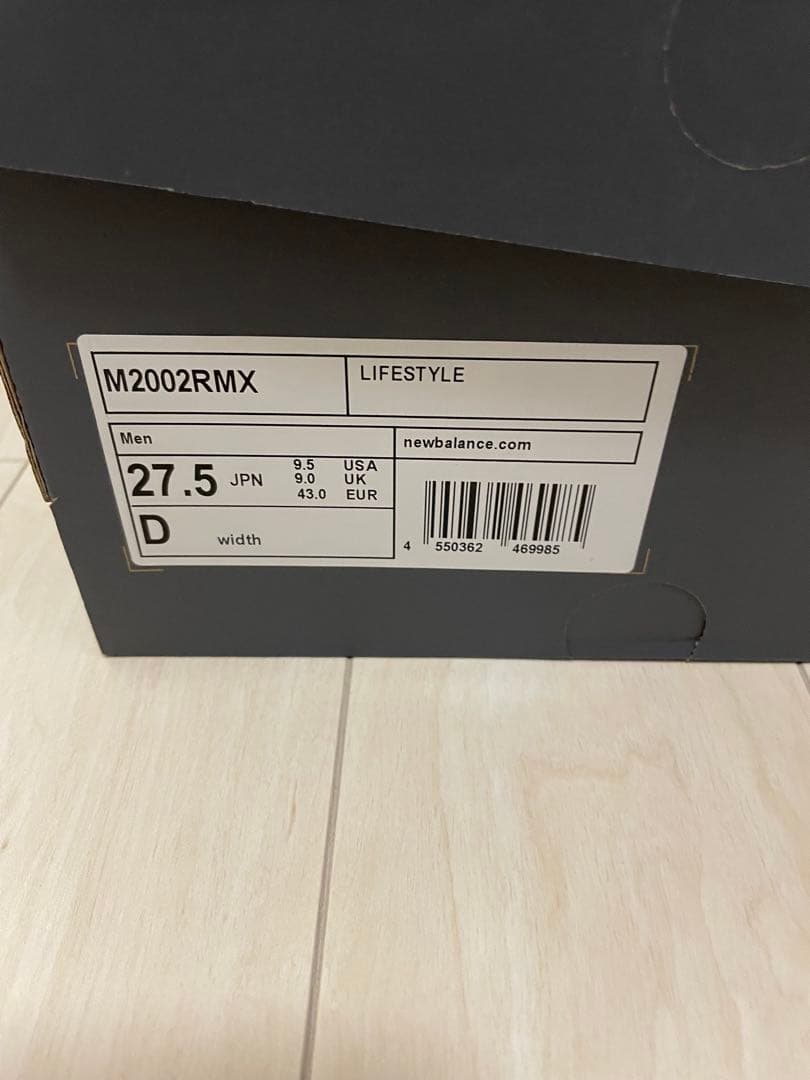 M2002RMX
LIFESTYLE
Men
27.5 JPN
9.5 USA
9.0 UK
43.0 EUR
D width
newbalance.com
4 550362 469985